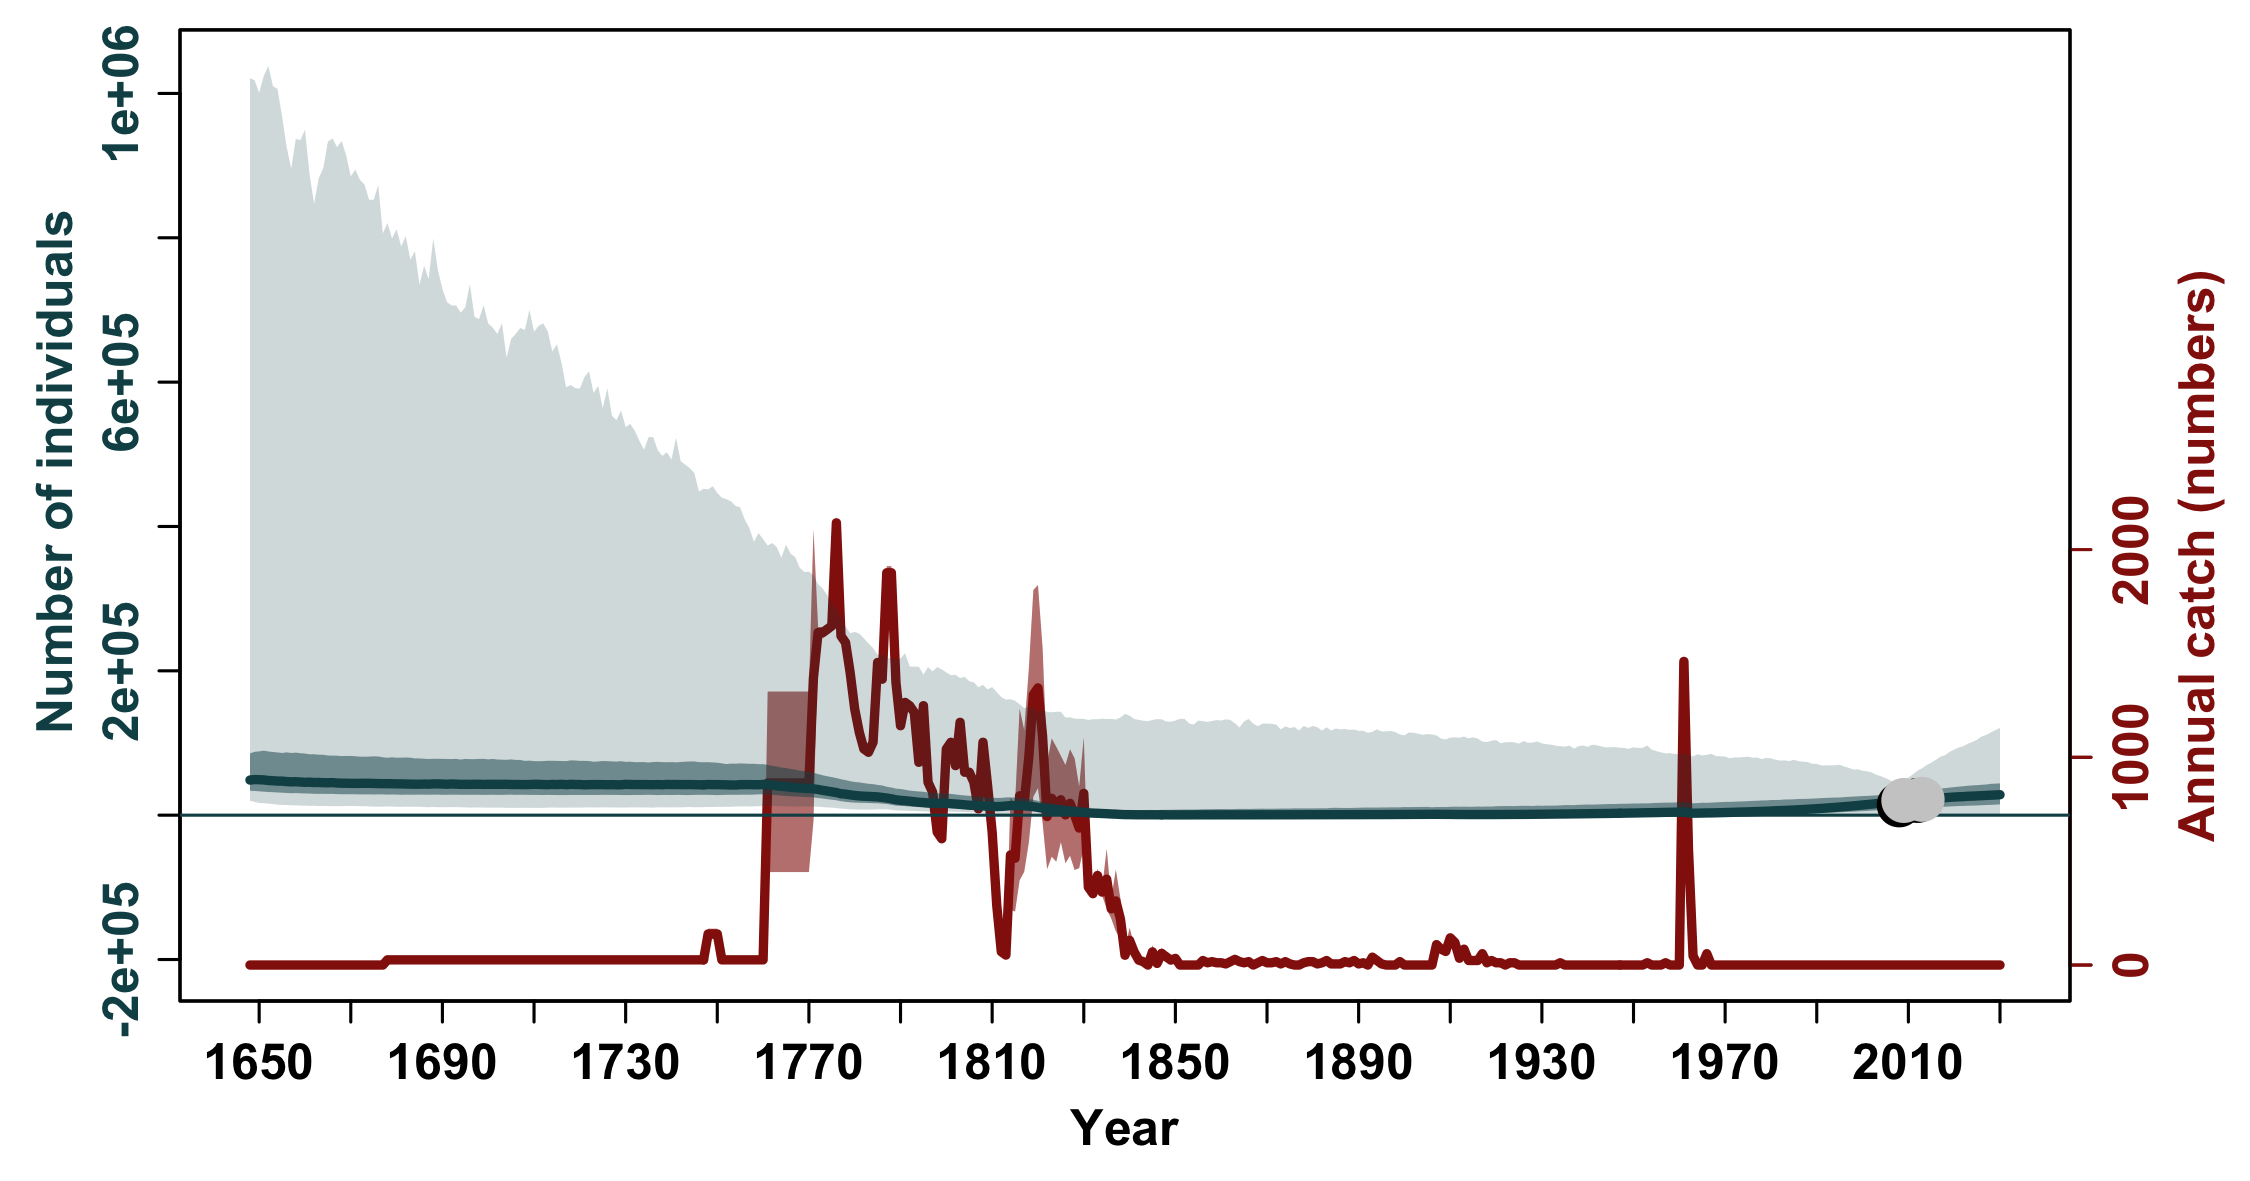 Number of individuals
1e+06
6e+05
2e+05
-2e+05
2000
1000
0
Annual catch (numbers)
1650 1690 1730 1770 1810 1850 1890 1930 1970 2010
Year